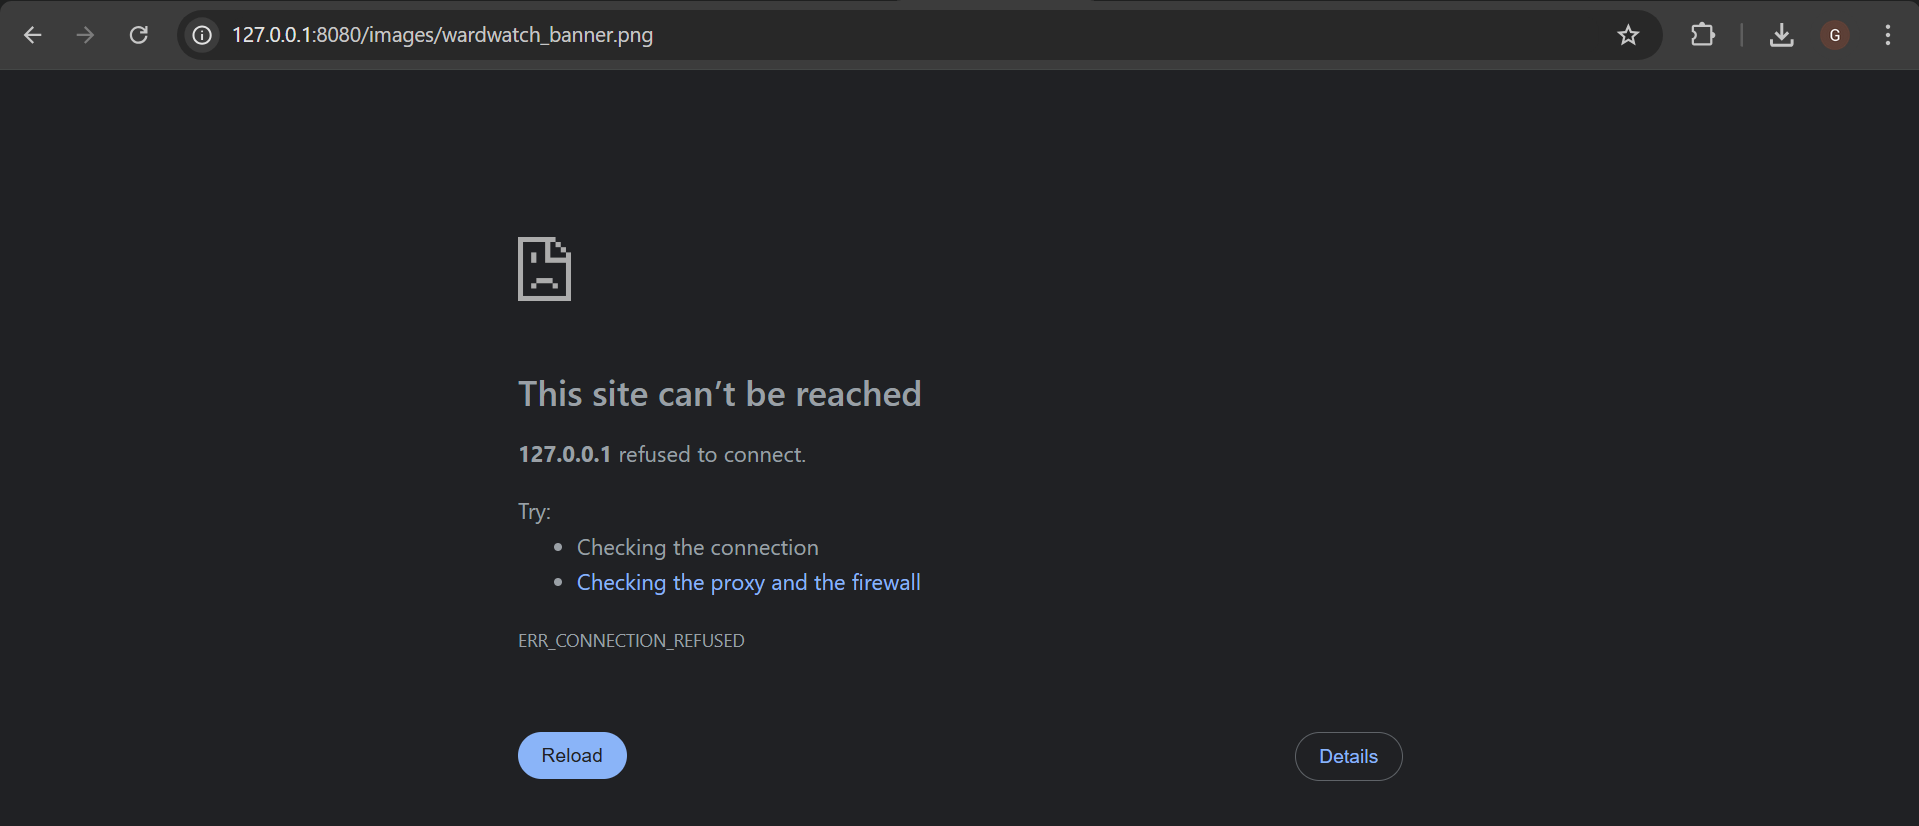 127.0.0.1:8080/images/wardwatch_banner.png
G
This site can’t be reached
127.0.0.1 refused to connect.
Try:
Checking the connection
Checking the proxy and the firewall
ERR_CONNECTION_REFUSED
Reload
Details